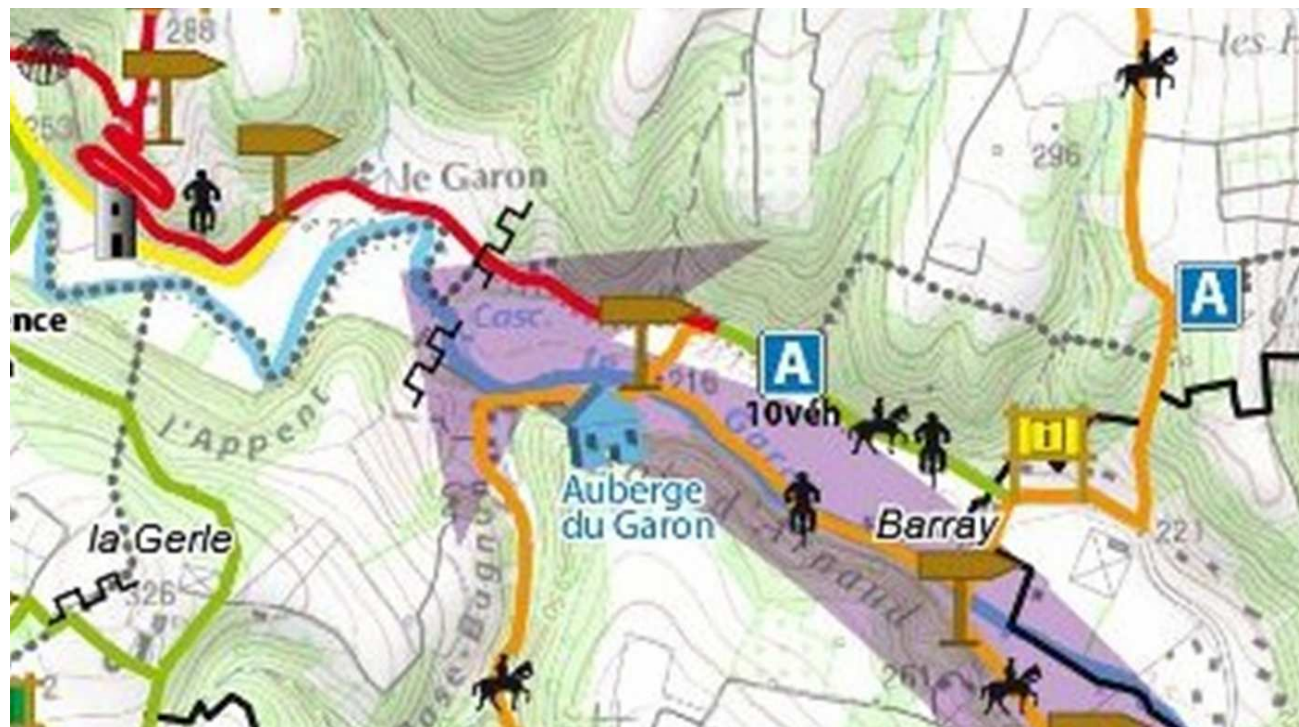 288
les
253
296
le Garon
A
Casc.
nce
A
216
10véh
l'Appent
i
Auberge
du Garon
la Gerle
Barray
221
326
261
2